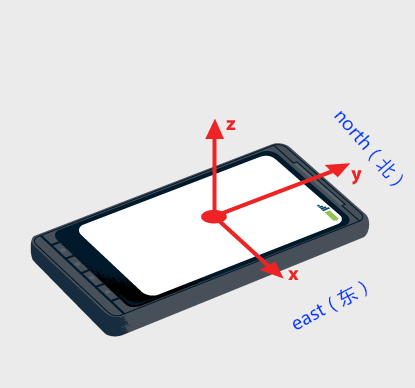 z
north ( 北 )
y
x
east ( 东 )